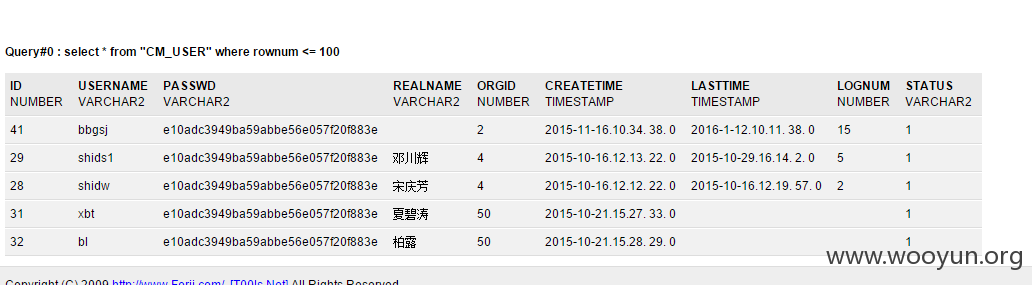 Query#0 : select * from "CM_USER" where rownum <= 100
ID USERNAME PASSWD REALNAME ORGID CREATETIME LASTTIME LOGNUM STATUS
NUMBER VARCHAR2 VARCHAR2 VARCHAR2 NUMBER TIMESTAMP TIMESTAMP NUMBER VARCHAR2
41 bbgsj e10adc3949ba59abbe56e057f20f883e 2 2015-11-16.10.34. 38. 0 2016-1-12.10.11. 38. 0 15 1
29 shids1 e10adc3949ba59abbe56e057f20f883e 邓川辉 4 2015-10-16.12.13. 22. 0 2015-10-29.16.14. 2. 0 5 1
28 shidw e10adc3949ba59abbe56e057f20f883e 宋庆芳 4 2015-10-16.12.12. 22. 0 2015-10-16.12.19. 57. 0 2 1
31 xbt e10adc3949ba59abbe56e057f20f883e 夏碧涛 50 2015-10-21.15.27. 33. 0 1
32 bl e10adc3949ba59abbe56e057f20f883e 柏露 50 2015-10-21.15.28. 29. 0 1
www.wooyun.org
Copyright (C) 2009 http://www.Forjj.com/ [T00ls.Net] All Rights Reserved